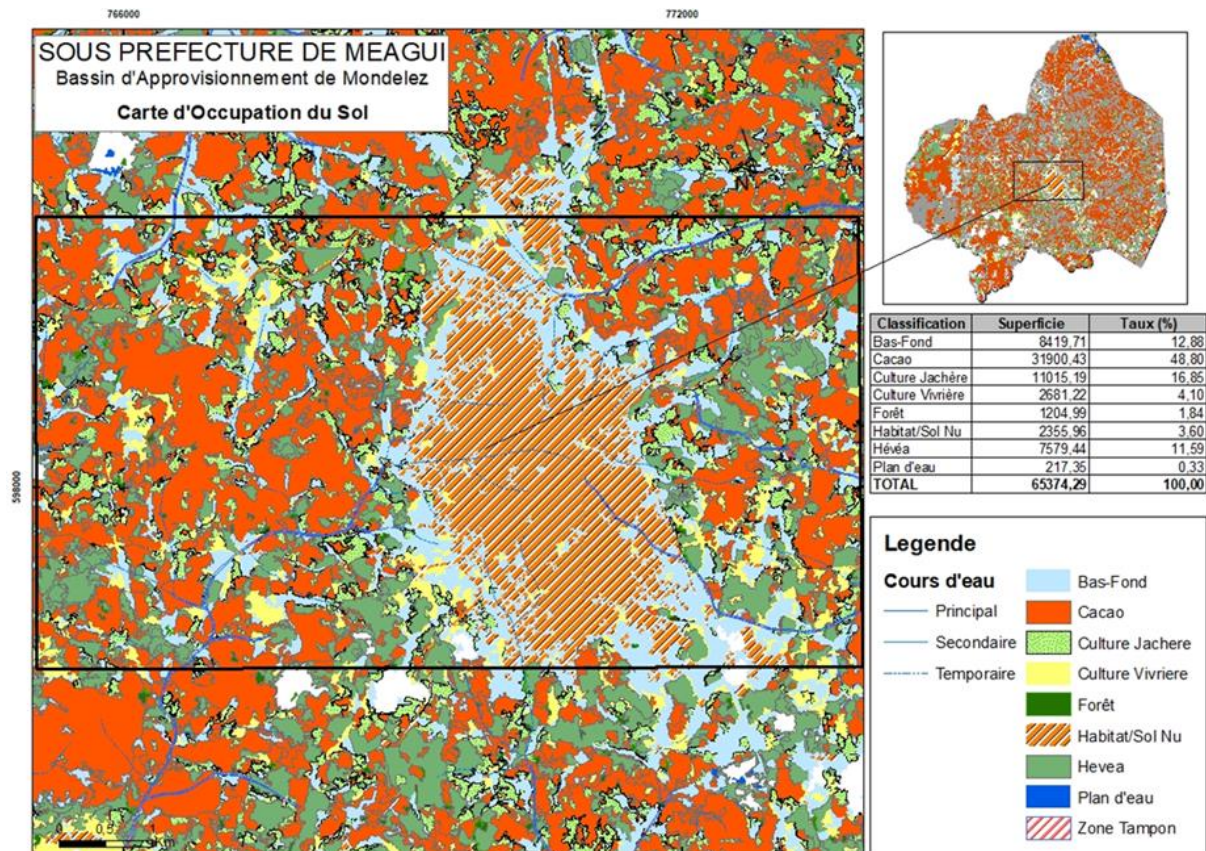 766000
772000
SOUS PREFECTURE DE MEAGUI
Bassin d'Approvisionnement de Mondelez
Carte d'Occupation du Sol
598000
Classification Superficie Taux (%)
Bas-Fond 8419,71 12,88
Cacao 31900,43 48,80
Culture Jachère 11015,19 16,85
Culture Vivrière 2681,22 4,10
Forêt 1204,99 1,84
Habitat/Sol Nu 2355,96 3,60
Hévéa 7579,44 11,59
Plan d'eau 217,35 0,33
TOTAL 65374,29 100,00
Legende
Cours d'eau
Principal
Secondaire
Temporaire
Bas-Fond
Cacao
Culture Jachere
Culture Vivriere
Forêt
Habitat/Sol Nu
Hevea
Plan d'eau
Zone Tampon
0,5 1
Km